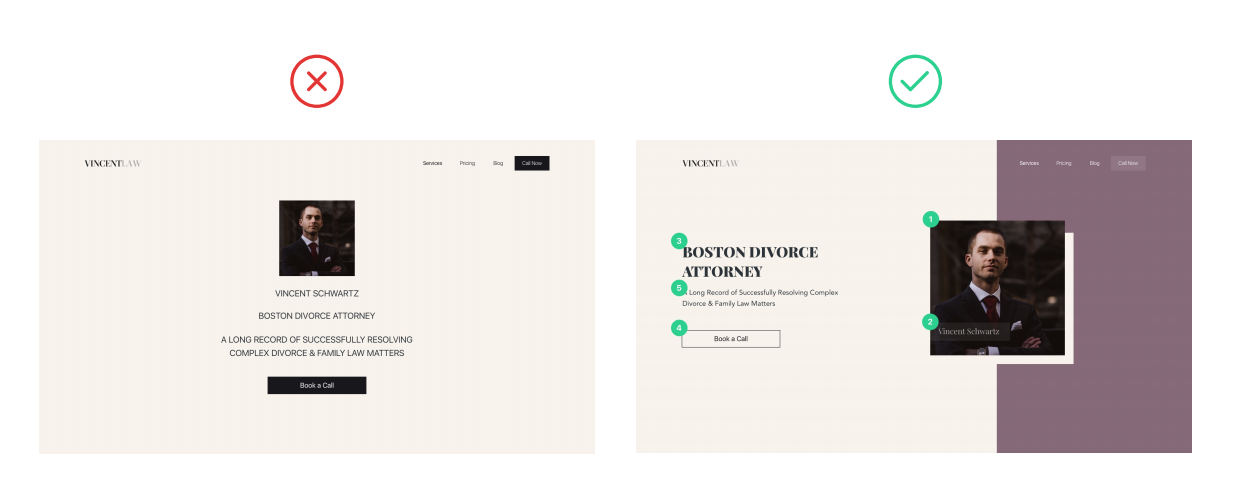 VINCENTLAW
Services Pricing Blog Call Now
VINCENT SCHWARTZ
BOSTON DIVORCE ATTORNEY
A LONG RECORD OF SUCCESSFULLY RESOLVING
COMPLEX DIVORCE & FAMILY LAW MATTERS
Book a Call
VINCENTLAW
Services Pricing Blog Call Now
1
3
BOSTON DIVORCE
ATTORNEY
5
Long Record of Successfully Resolving Complex
Divorce & Family Law Matters
4
Book a Call
2
Vincent Schwartz